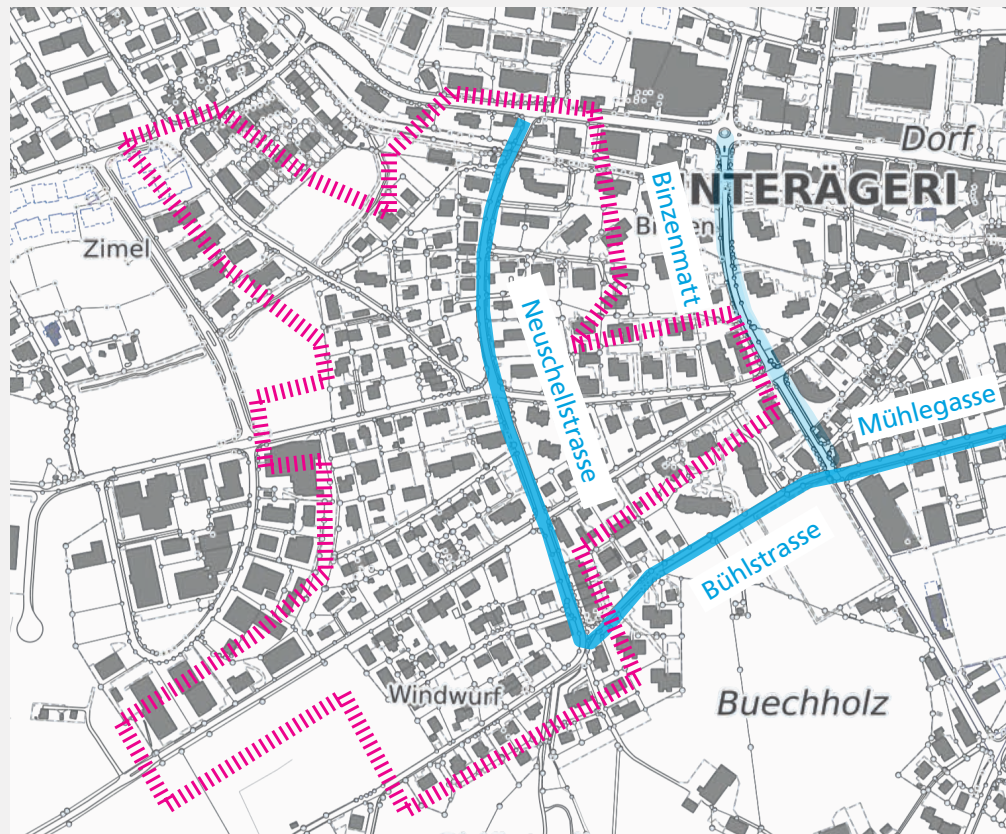 Dorf
NTERÄGERI
Binzenmatt
Zimel
Neuschellstrasse
Mühlegasse
Bühlstrasse
Windwurf
Buechholz